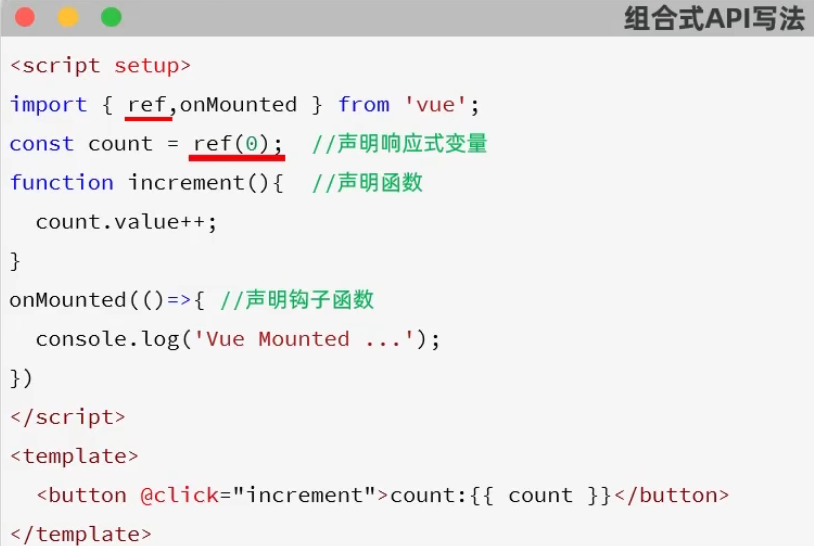 组合式API写法
<script setup>
import { ref,onMounted } from 'vue';
const count = ref(0);  //声明响应式变量
function increment(){  //声明函数
  count.value++;
}
onMounted(()=>{ //声明钩子函数
  console.log('Vue Mounted ...');
})
</script>
<template>
  <button @click="increment">count:{{ count }}</button>
</template>